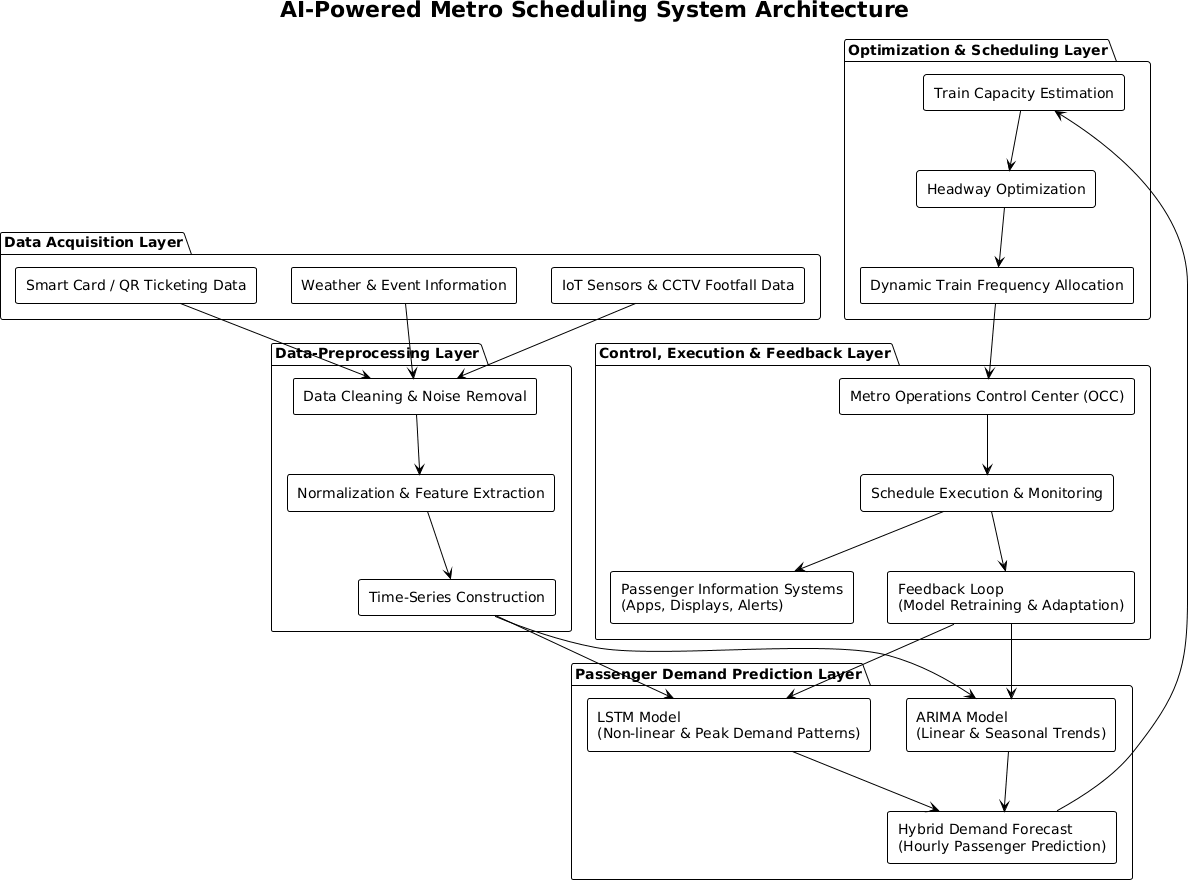 AI-Powered Metro Scheduling System Architecture
Optimization & Scheduling Layer
Train Capacity Estimation
Headway Optimization
Dynamic Train Frequency Allocation
Data Acquisition Layer
Smart Card / QR Ticketing Data
Weather & Event Information
IoT Sensors & CCTV Footfall Data
Data-Preprocessing Layer
Data Cleaning & Noise Removal
Normalization & Feature Extraction
Time-Series Construction
Control, Execution & Feedback Layer
Metro Operations Control Center (OCC)
Schedule Execution & Monitoring
Passenger Information Systems
(Apps, Displays, Alerts)
Feedback Loop
(Model Retraining & Adaptation)
Passenger Demand Prediction Layer
LSTM Model
(Non-linear & Peak Demand Patterns)
ARIMA Model
(Linear & Seasonal Trends)
Hybrid Demand Forecast
(Hourly Passenger Prediction)